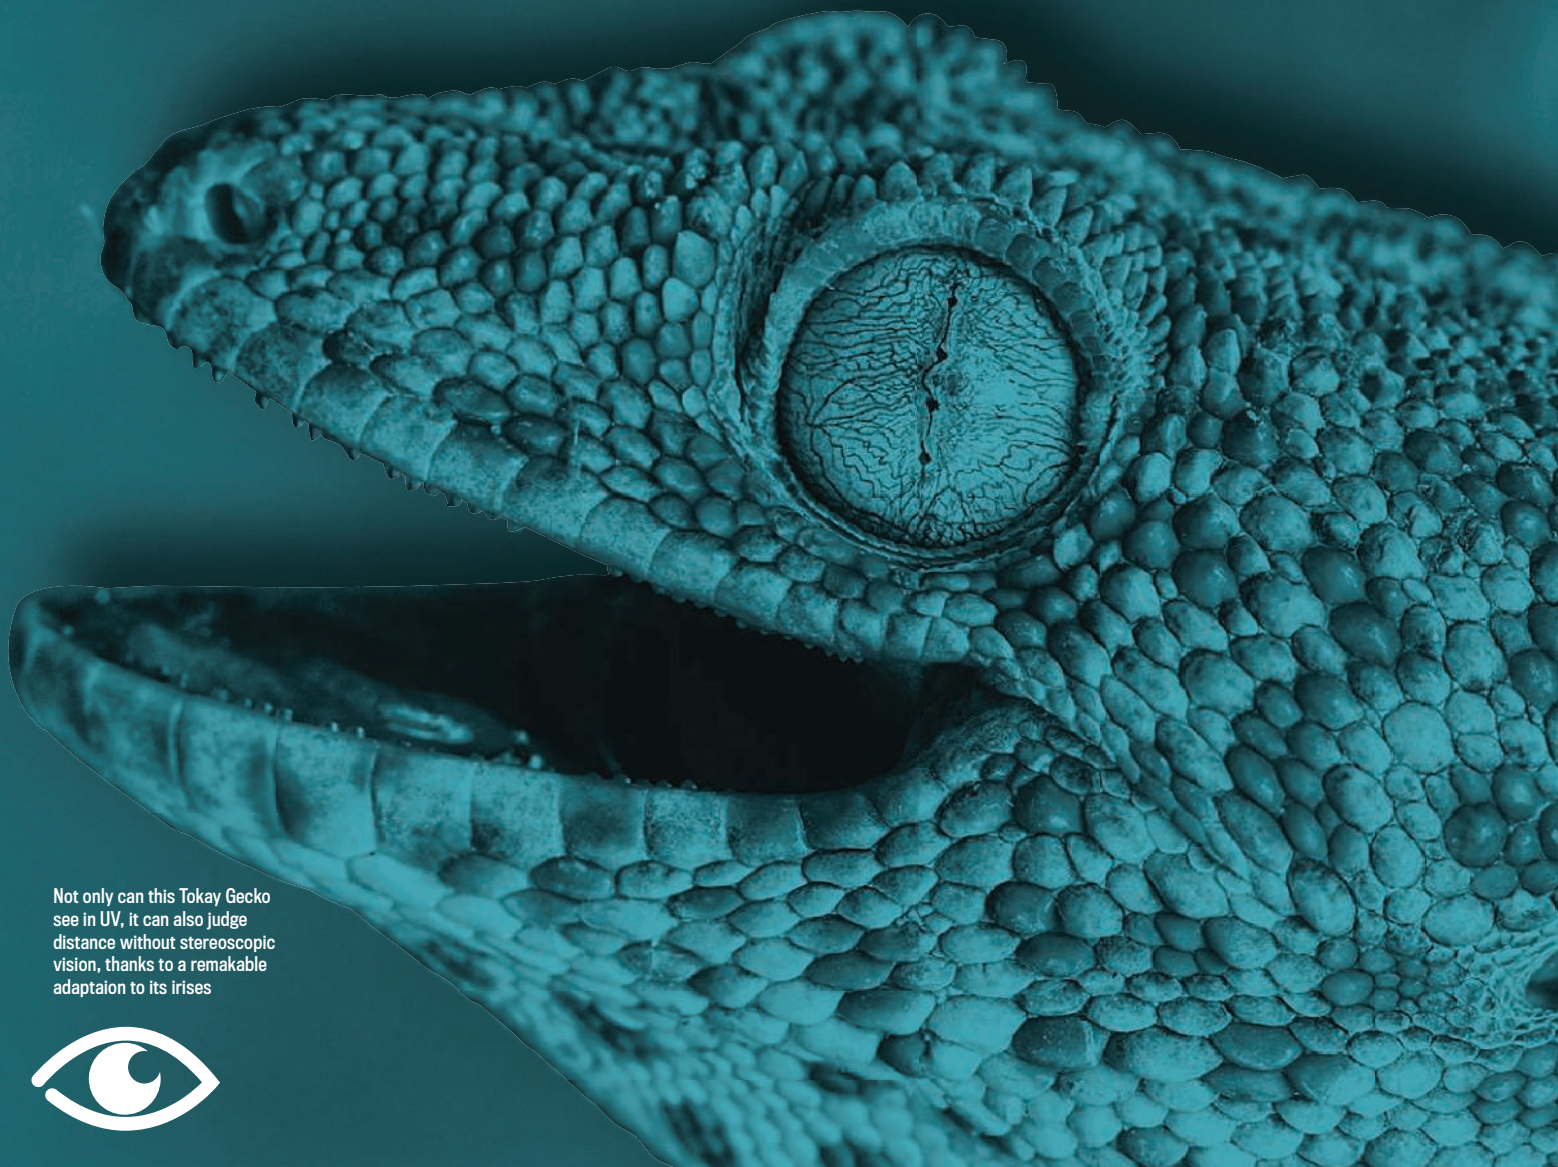 Not only can this Tokay Gecko
see in UV, it can also judge
distance without stereoscopic
vision, thanks to a remakable
adaptaion to its irises